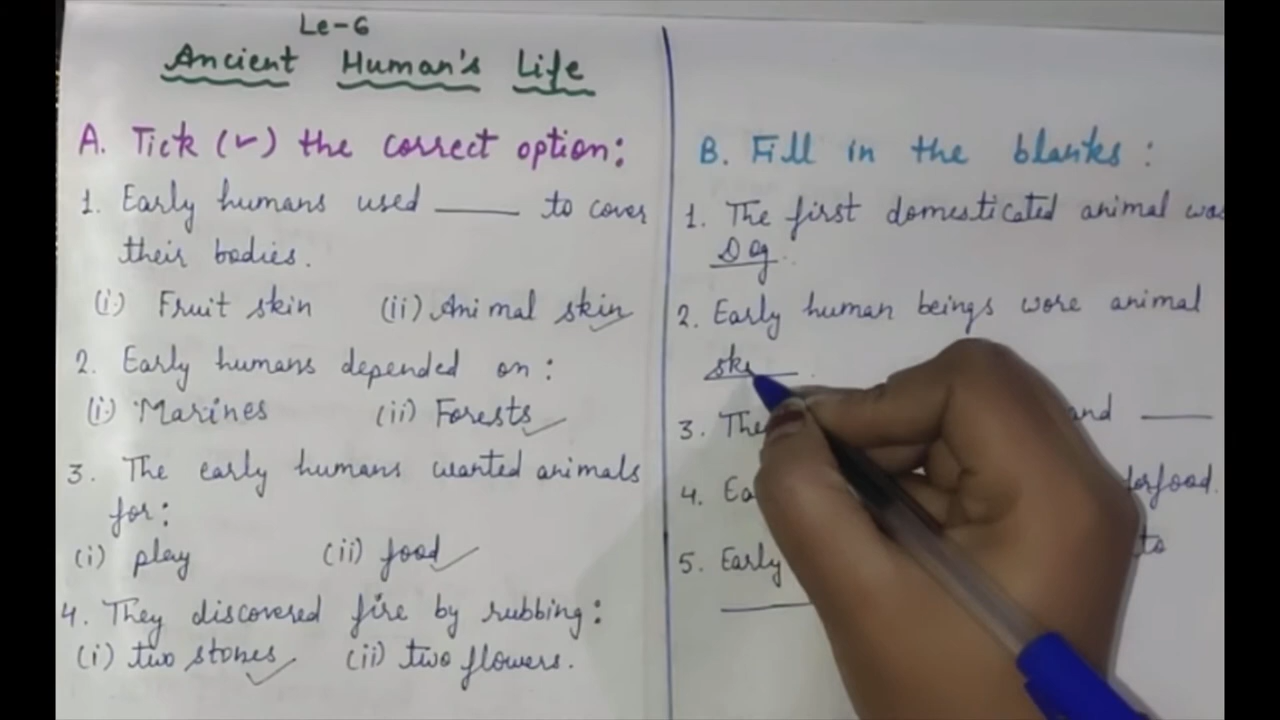 Le-6
Ancient Human's Life
A. Tick (✓) the correct option:
1. Early humans used ____ to cover
their bodies.
(i) Fruit skin (ii) Animal skin ✓
2. Early humans depended on:
(i) Marines (ii) Forests ✓
3. The early humans wanted animals
for:
(i) play (ii) food ✓
4. They discovered fire by rubbing:
(i) two stones ✓ (ii) two flowers.
B. Fill in the blanks:
1. The first domesticated animal was
Dog.
2. Early human beings wore animal
3. and ____
4. food.
5. Early to
____